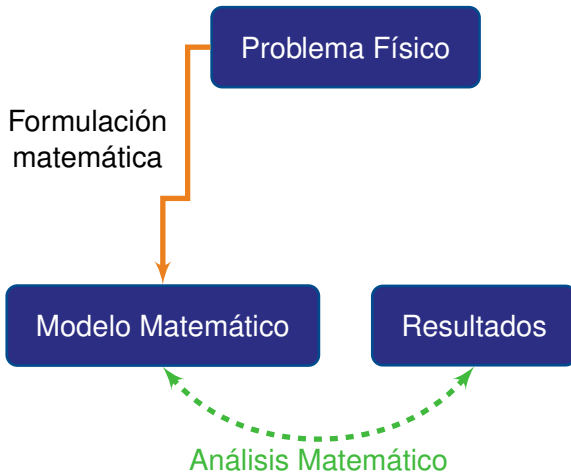 Problema Físico
Formulación
matemática
Modelo Matemático
Resultados
Análisis Matemático